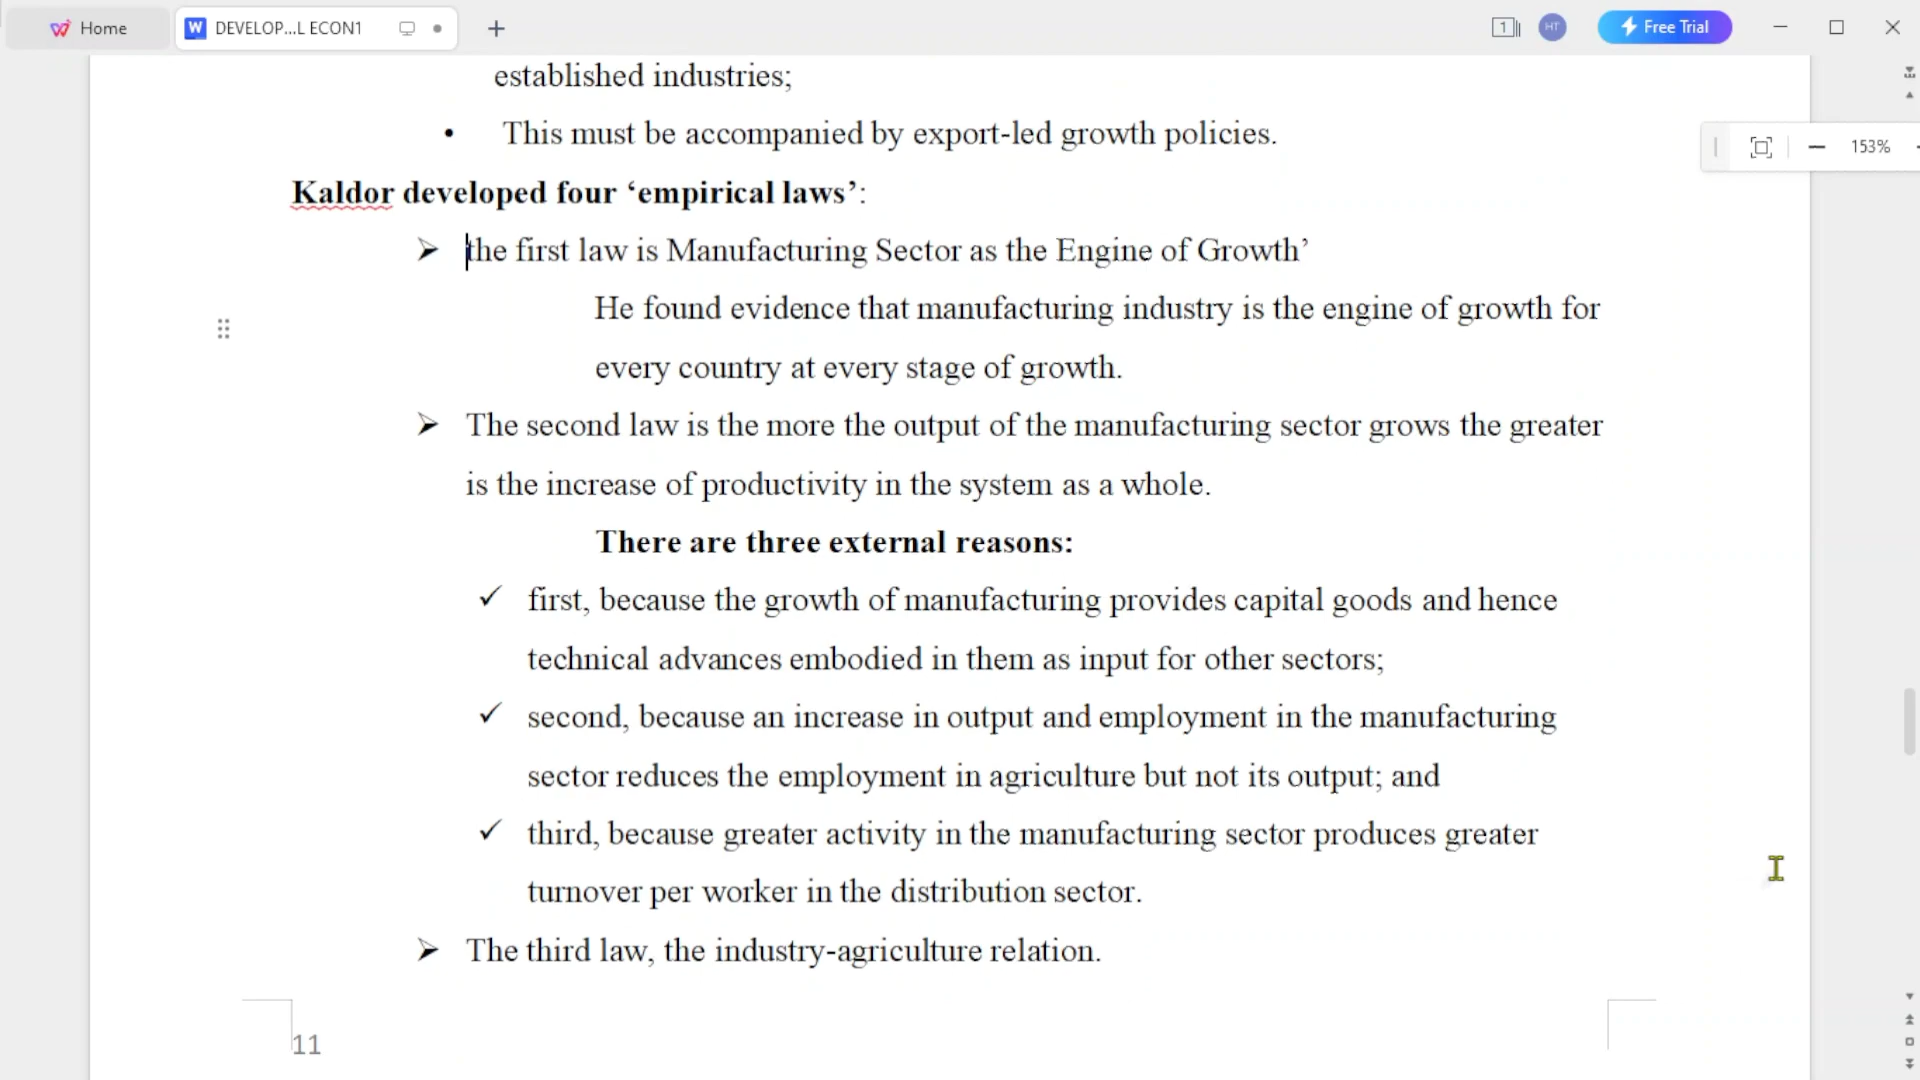 Home
DEVELOP...L ECON1
1
HT
Free Trial
established industries;
• This must be accompanied by export-led growth policies.
153%
Kaldor developed four ‘empirical laws’:
➤ the first law is Manufacturing Sector as the Engine of Growth’
He found evidence that manufacturing industry is the engine of growth for
every country at every stage of growth.
➤ The second law is the more the output of the manufacturing sector grows the greater
is the increase of productivity in the system as a whole.
There are three external reasons:
✓ first, because the growth of manufacturing provides capital goods and hence
technical advances embodied in them as input for other sectors;
✓ second, because an increase in output and employment in the manufacturing
sector reduces the employment in agriculture but not its output; and
✓ third, because greater activity in the manufacturing sector produces greater
turnover per worker in the distribution sector.
➤ The third law, the industry-agriculture relation.
11